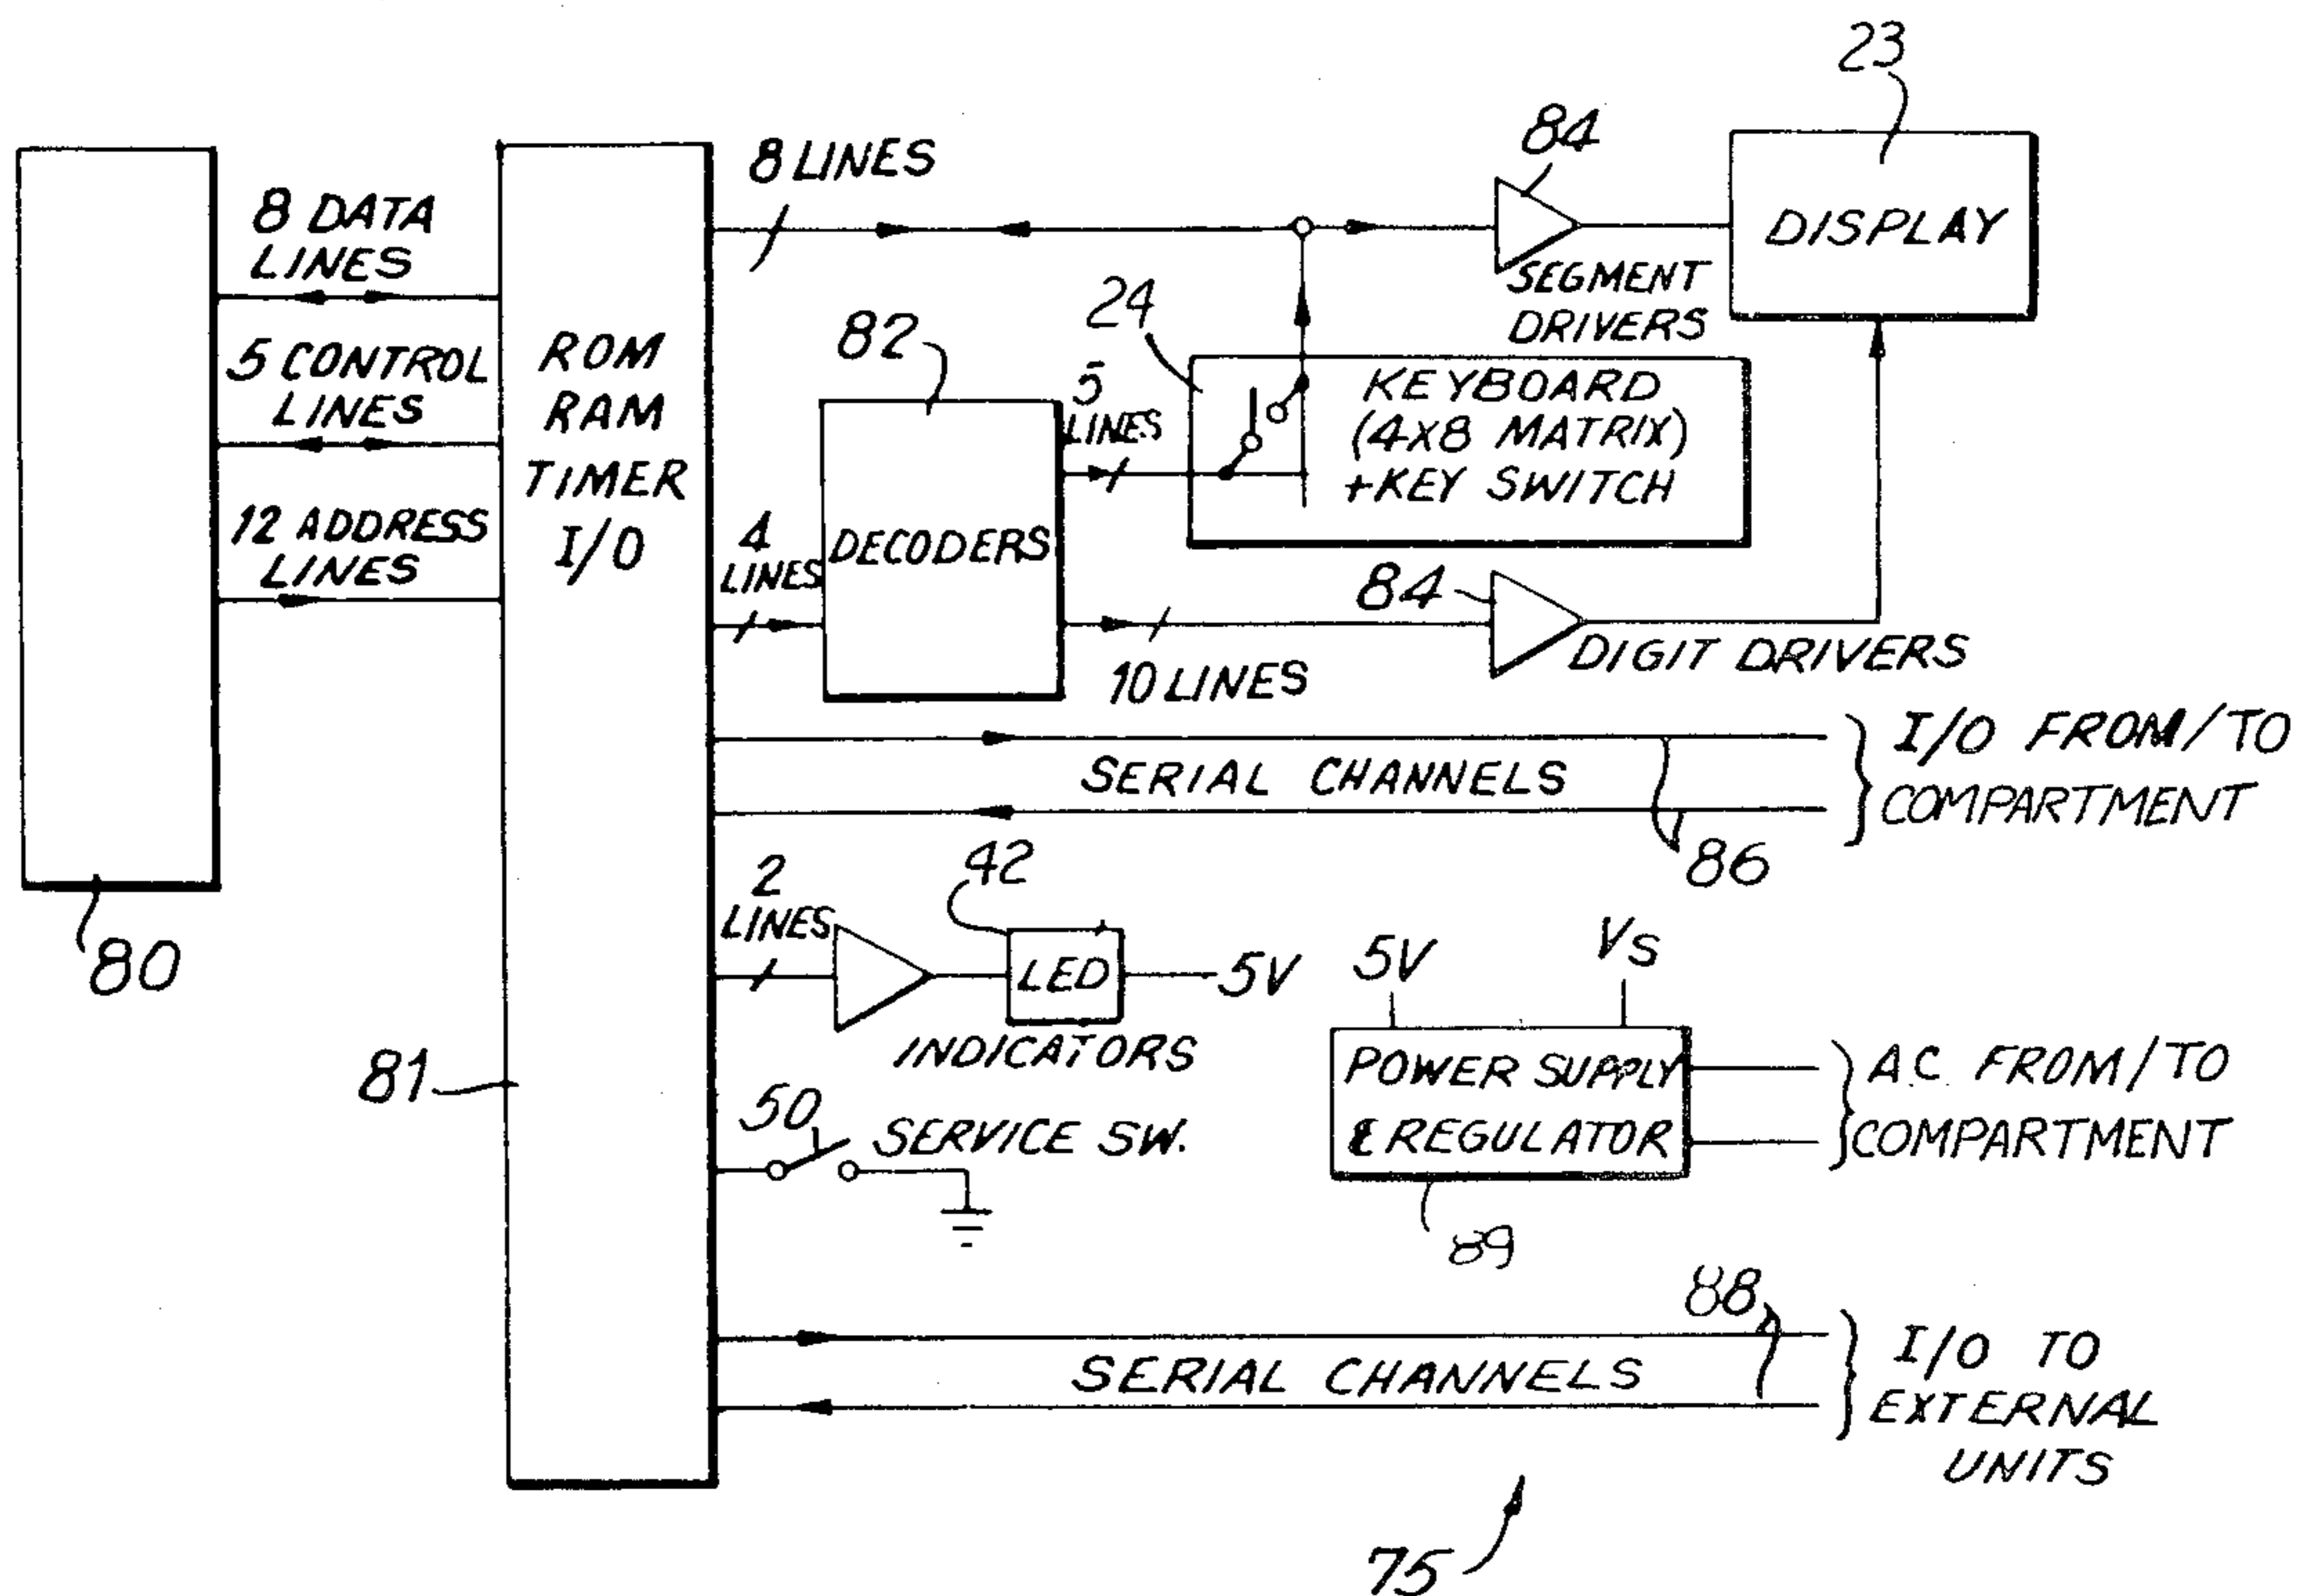 23
84
8 LINES
DISPLAY
8 DATA
LINES
SEGMENT
DRIVERS
24
82
5 CONTROL
LINES
ROM
RAM
TIMER
I/O
5
LINES
KEYBOARD
(4X8 MATRIX)
+KEY SWITCH
12 ADDRESS
LINES
4
LINES
DECODERS
84
DIGIT DRIVERS
10 LINES
I/O FROM/TO
COMPARTMENT
SERIAL CHANNELS
86
2
LINES
42
LED
5V
INDICATORS
80
5V
VS
POWER SUPPLY
& REGULATOR
A.C FROM/TO
COMPARTMENT
81
50
SERVICE SW.
89
88
SERIAL CHANNELS
I/O TO
EXTERNAL
UNITS
75